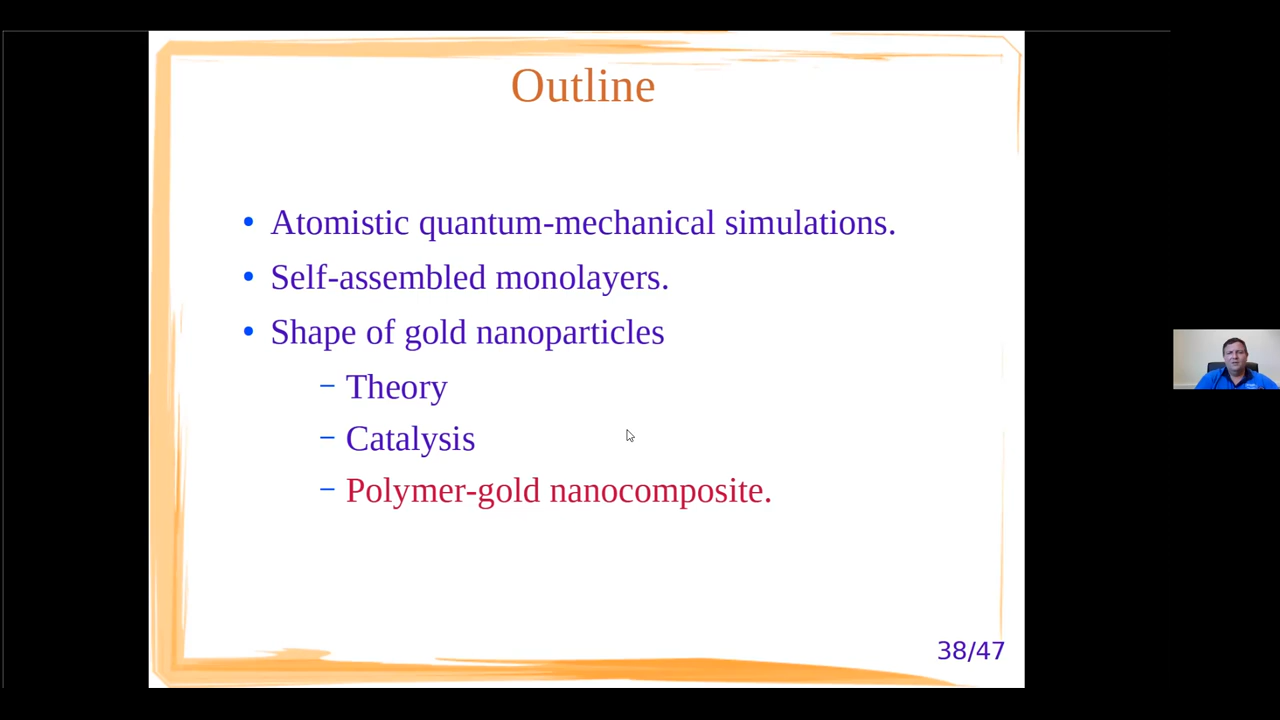 Outline
• Atomistic quantum-mechanical simulations.
• Self-assembled monolayers.
• Shape of gold nanoparticles
– Theory
– Catalysis
– Polymer-gold nanocomposite.
38/47